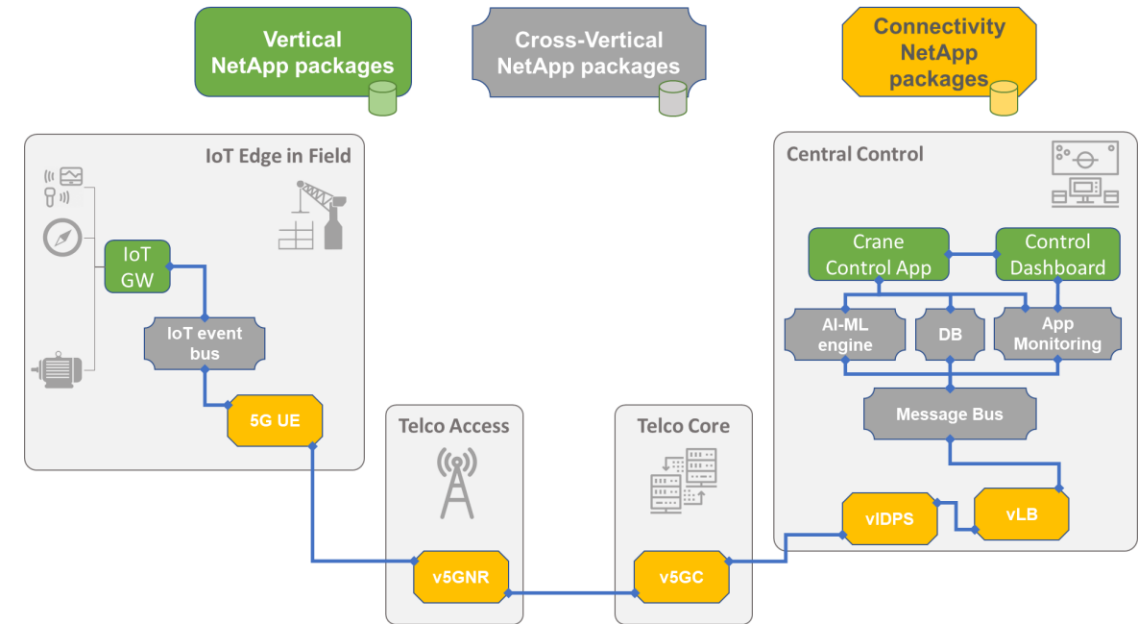 Vertical
NetApp packages
Cross-Vertical
NetApp packages
Connectivity
NetApp
packages
IoT Edge in Field
IoT
GW
IoT event
bus
5G UE
Telco Access
v5GNR
Telco Core
v5GC
Central Control
Crane
Control App
Control
Dashboard
AI-ML
engine
DB
App
Monitoring
Message Bus
vIDPS
vLB